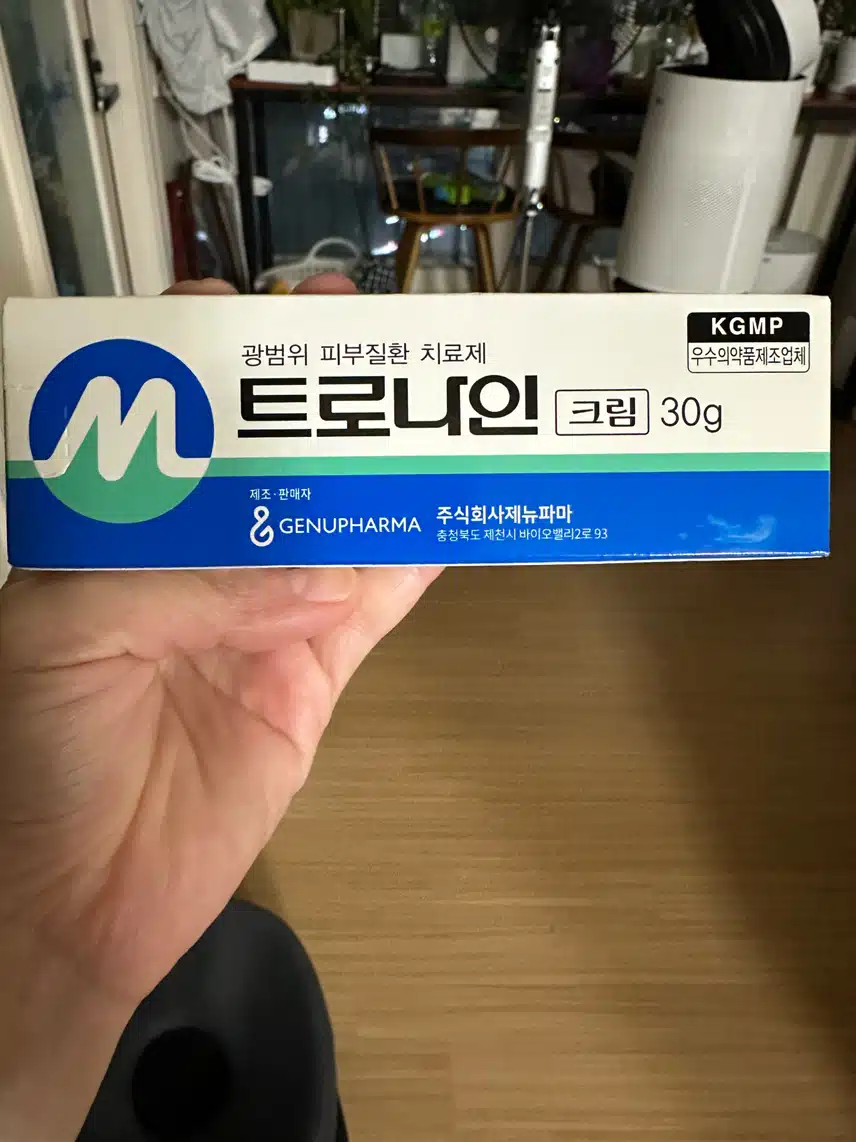 KGMP
우수의약품제조업체
광범위 피부질환 치료제
트로나인 크림 30g
제조·판매자
GENUPHARMA 주식회사제뉴파마
충청북도 제천시 바이오밸리2로 93